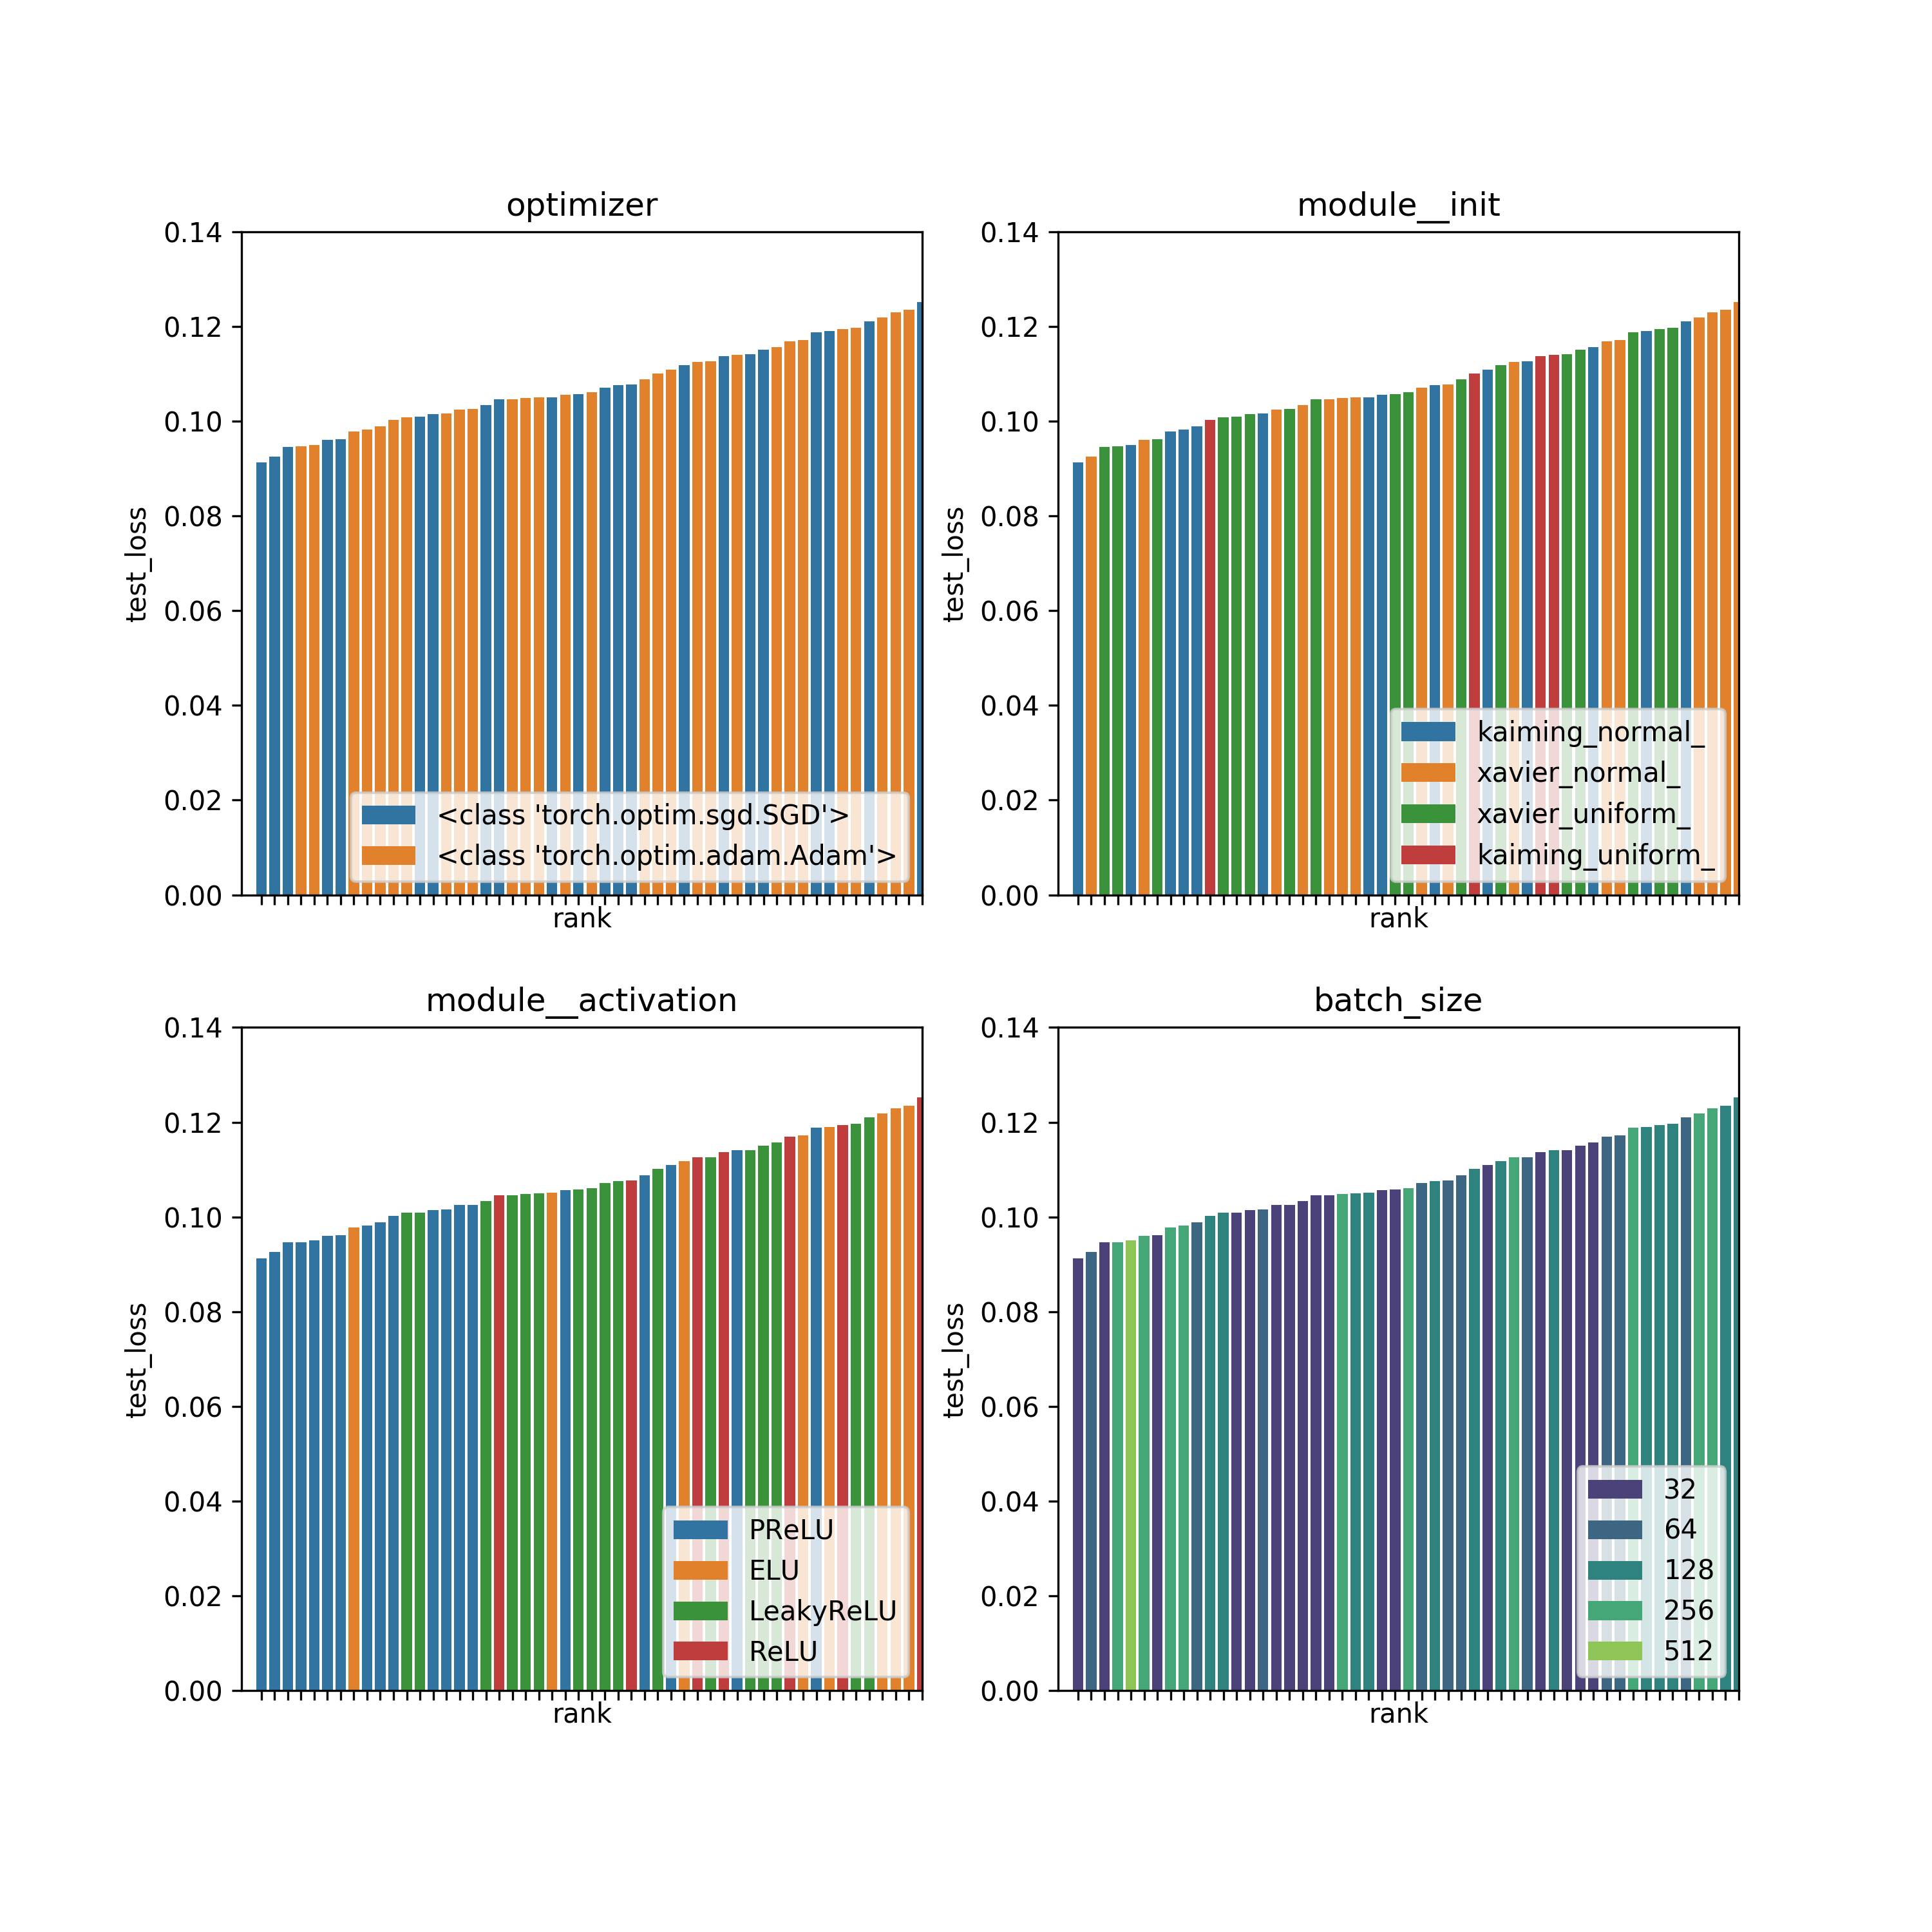 optimizer
0.14
0.12
0.10
0.08
0.06
0.04
0.02
0.00
test_loss
rank
<class 'torch.optim.sgd.SGD'>
<class 'torch.optim.adam.Adam'>
module__init
0.14
0.12
0.10
0.08
0.06
0.04
0.02
0.00
test_loss
rank
kaiming_normal_
xavier_normal_
xavier_uniform_
kaiming_uniform_
module__activation
0.14
0.12
0.10
0.08
0.06
0.04
0.02
0.00
test_loss
rank
PReLU
ELU
LeakyReLU
ReLU
batch_size
0.14
0.12
0.10
0.08
0.06
0.04
0.02
0.00
test_loss
rank
32
64
128
256
512